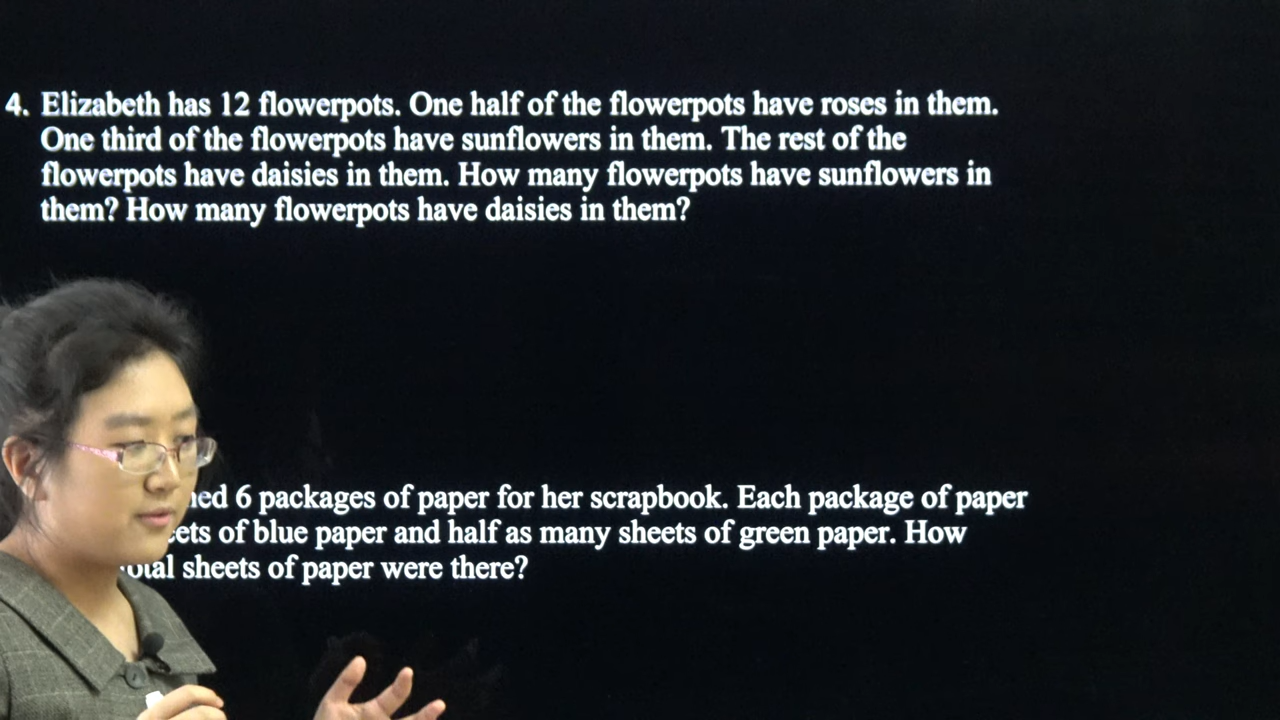 4. Elizabeth has 12 flowerpots. One half of the flowerpots have roses in them.
One third of the flowerpots have sunflowers in them. The rest of the
flowerpots have daisies in them. How many flowerpots have sunflowers in
them? How many flowerpots have daisies in them?
6 packages of paper for her scrapbook. Each package of paper
of blue paper and half as many sheets of green paper. How
sheets of paper were there?